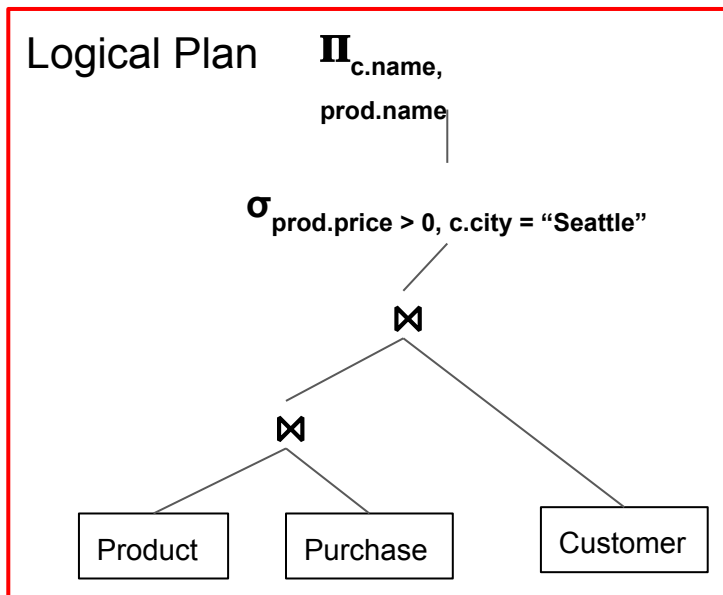 Logical Plan Π c.name,
prod.name
σ prod.price > 0, c.city = “Seattle”
⋈
⋈
Product Purchase Customer